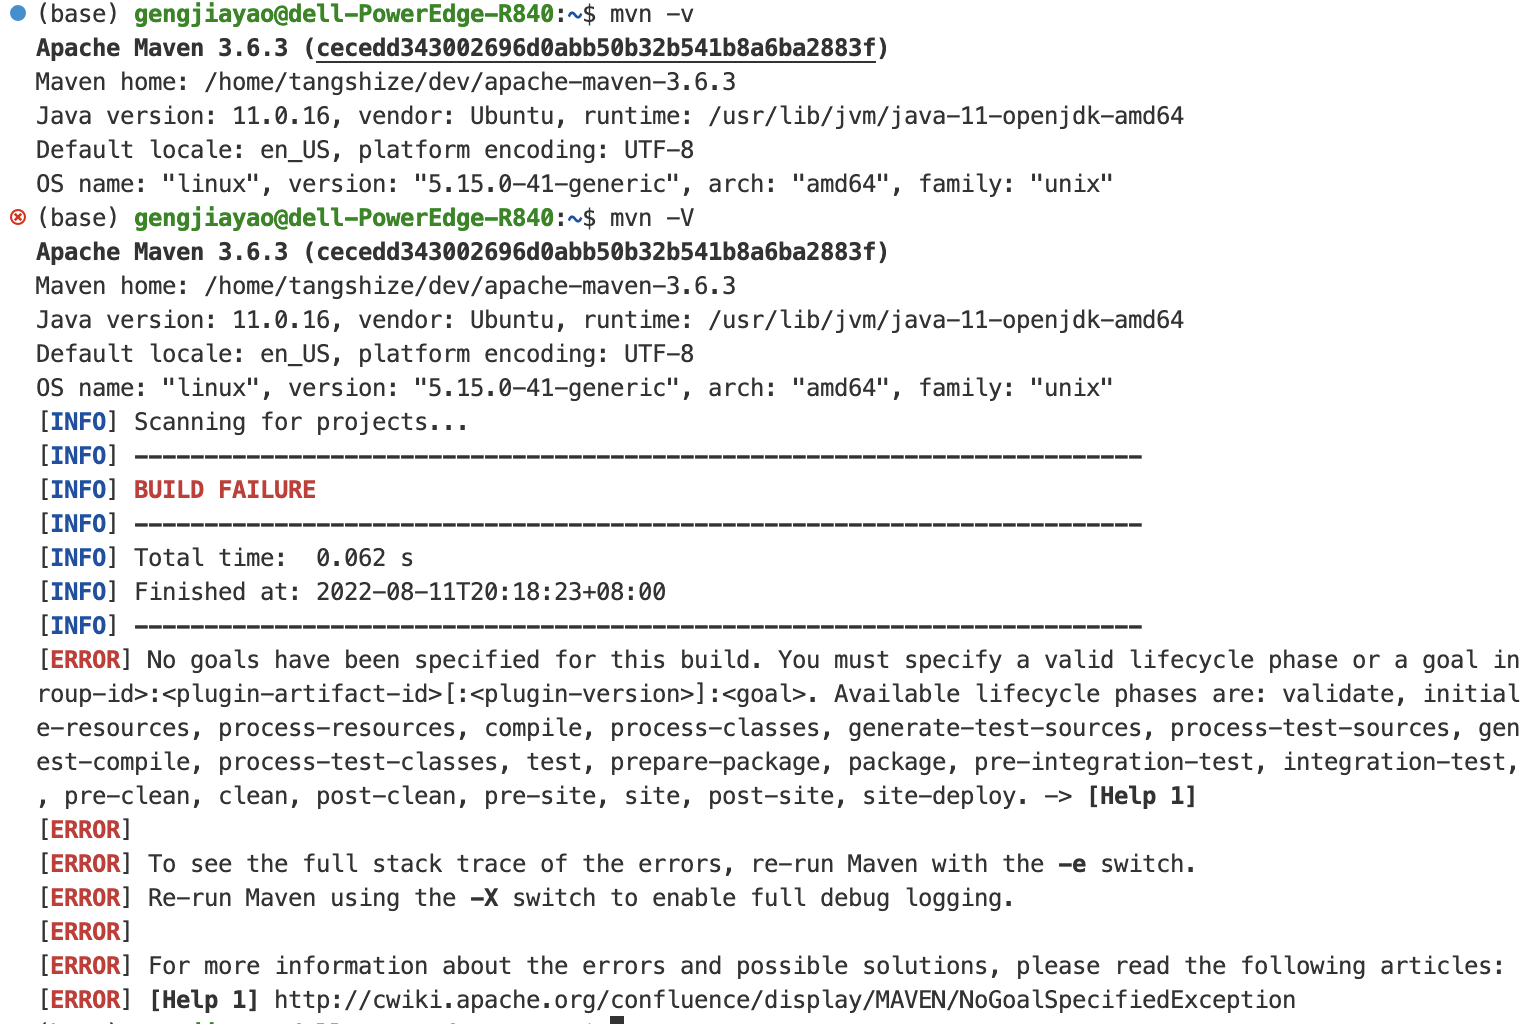 (base) gengjiayao@dell-PowerEdge-R840:~$ mvn -v
Apache Maven 3.6.3 (cecedd343002696d0abb50b32b541b8a6ba2883f)
Maven home: /home/tangshize/dev/apache-maven-3.6.3
Java version: 11.0.16, vendor: Ubuntu, runtime: /usr/lib/jvm/java-11-openjdk-amd64
Default locale: en_US, platform encoding: UTF-8
OS name: "linux", version: "5.15.0-41-generic", arch: "amd64", family: "unix"
(base) gengjiayao@dell-PowerEdge-R840:~$ mvn -V
Apache Maven 3.6.3 (cecedd343002696d0abb50b32b541b8a6ba2883f)
Maven home: /home/tangshize/dev/apache-maven-3.6.3
Java version: 11.0.16, vendor: Ubuntu, runtime: /usr/lib/jvm/java-11-openjdk-amd64
Default locale: en_US, platform encoding: UTF-8
OS name: "linux", version: "5.15.0-41-generic", arch: "amd64", family: "unix"
[INFO] Scanning for projects...
[INFO] ------------------------------------------------------------------------
[INFO] BUILD FAILURE
[INFO] ------------------------------------------------------------------------
[INFO] Total time:  0.062 s
[INFO] Finished at: 2022-08-11T20:18:23+08:00
[INFO] ------------------------------------------------------------------------
[ERROR] No goals have been specified for this build. You must specify a valid lifecycle phase or a goal in
roup-id>:<plugin-artifact-id>[:<plugin-version>]:<goal>. Available lifecycle phases are: validate, initial
e-resources, process-resources, compile, process-classes, generate-test-sources, process-test-sources, gen
est-compile, process-test-classes, test, prepare-package, package, pre-integration-test, integration-test,
, pre-clean, clean, post-clean, pre-site, site, post-site, site-deploy. -> [Help 1]
[ERROR]
[ERROR] To see the full stack trace of the errors, re-run Maven with the -e switch.
[ERROR] Re-run Maven using the -X switch to enable full debug logging.
[ERROR]
[ERROR] For more information about the errors and possible solutions, please read the following articles:
[ERROR] [Help 1] http://cwiki.apache.org/confluence/display/MAVEN/NoGoalSpecifiedException